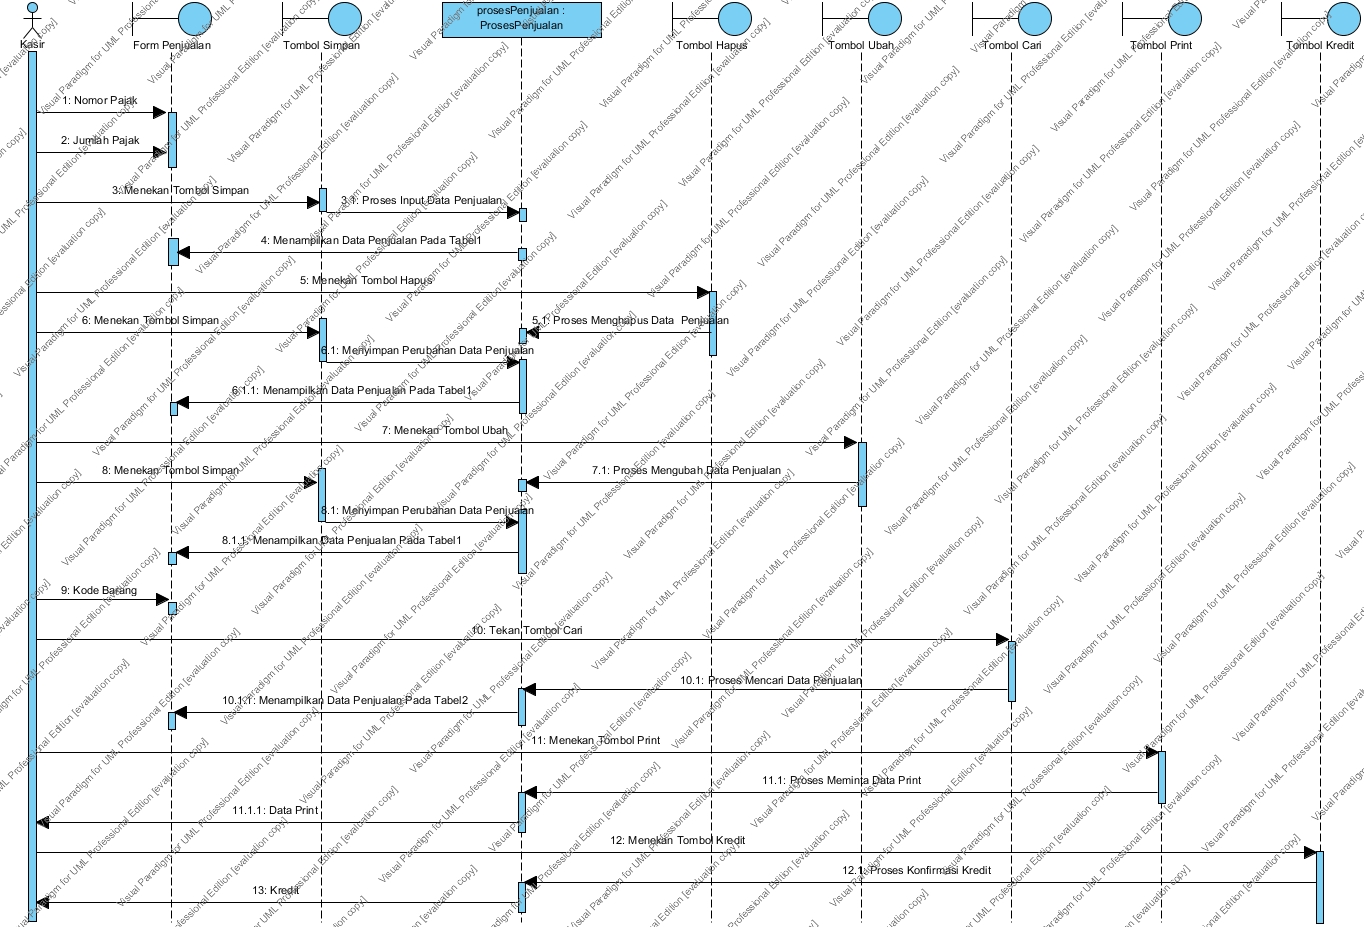 prosesPenjualan :
ProsesPenjualan
Kasir
Form Penjualan
Tombol Simpan
Tombol Hapus
Tombol Ubah
Tombol Cari
Tombol Print
Tombol Kredit
1: Nomor Pajak
2: Jumlah Pajak
3: Menekan Tombol Simpan
3.1: Proses Input Data Penjualan
4: Menampilkan Data Penjualan Pada Tabel1
5: Menekan Tombol Hapus
6: Menekan Tombol Simpan
5.1: Proses Menghapus Data Penjualan
6.1: Menyimpan Perubahan Data Penjualan
6.1.1: Menampilkan Data Penjualan Pada Tabel1
7: Menekan Tombol Ubah
8: Menekan Tombol Simpan
7.1: Proses Mengubah Data Penjualan
8.1: Menyimpan Perubahan Data Penjualan
8.1.1: Menampilkan Data Penjualan Pada Tabel1
9: Kode Barang
10: Tekan Tombol Cari
10.1: Proses Mencari Data Penjualan
10.1.1: Menampilkan Data Penjualan Pada Tabel2
11: Menekan Tombol Print
11.1: Proses Meminta Data Print
11.1.1: Data Print
12: Menekan Tombol Kredit
12.1: Proses Konfirmasi Kredit
13: Kredit
Visual Paradigm for UML Professional Edition [evaluation copy]